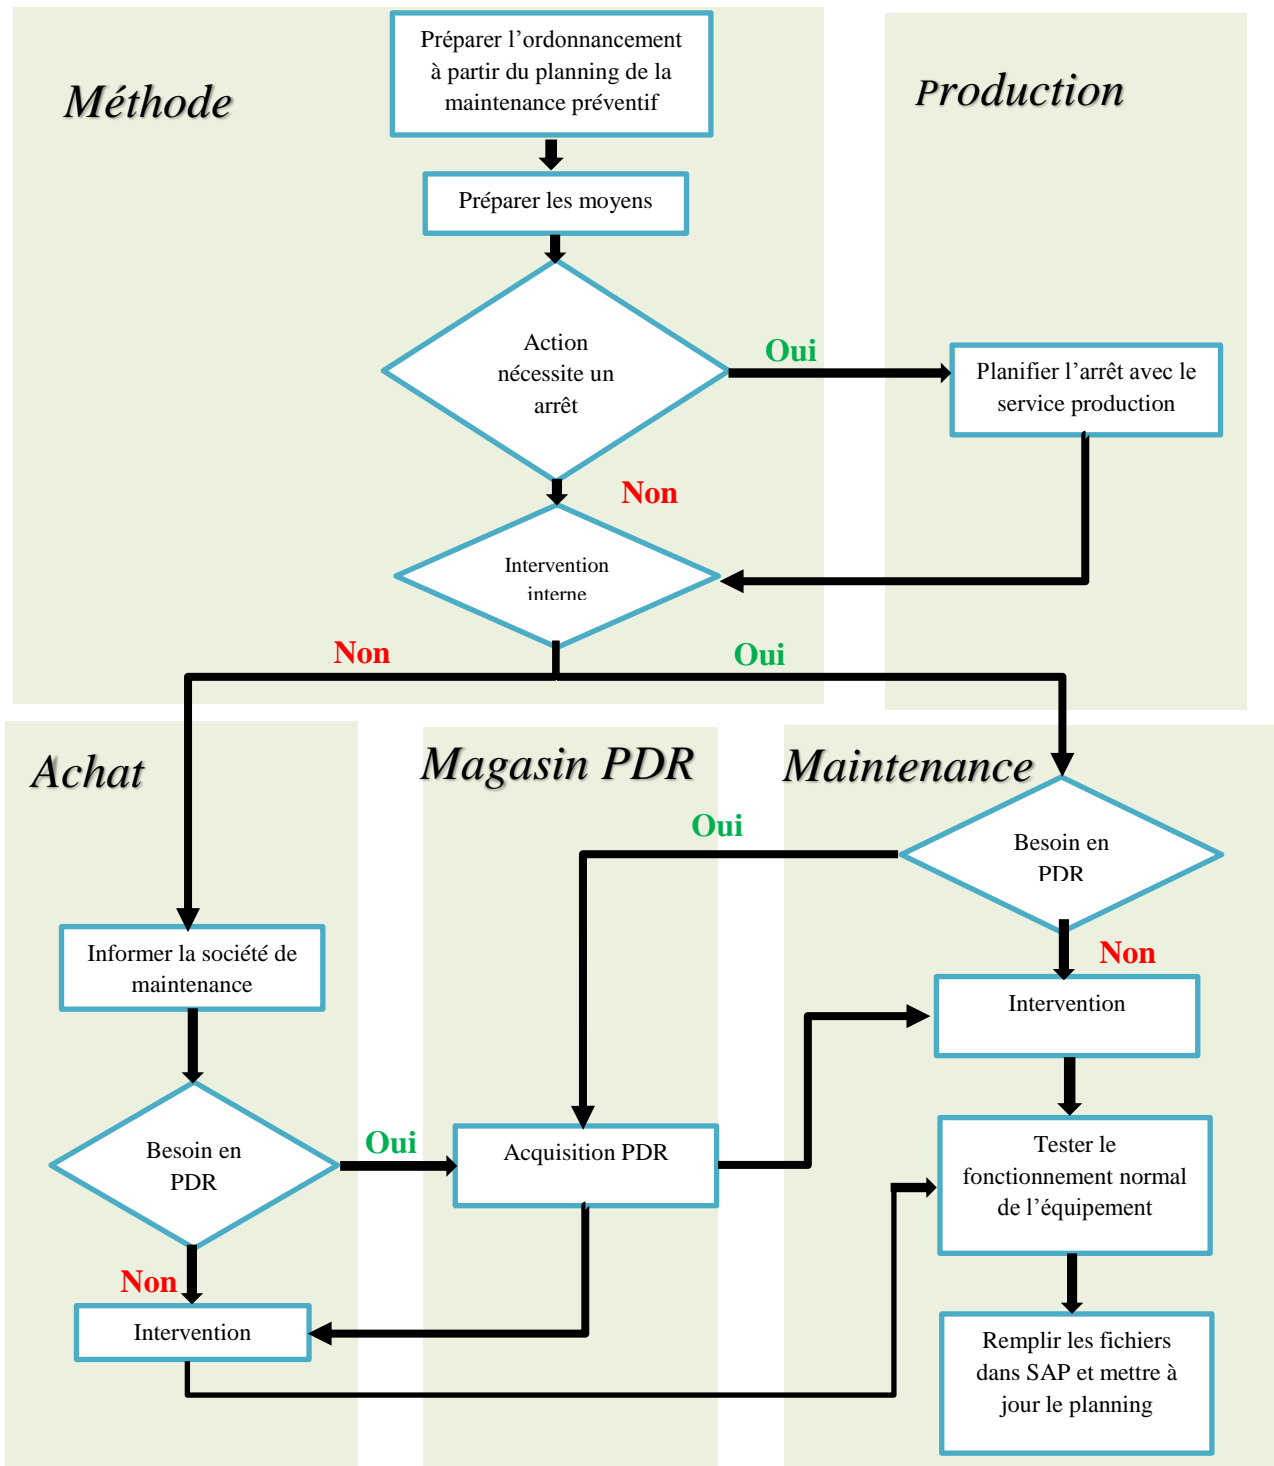 Méthode
Préparer l’ordonnancement
à partir du planning de la
maintenance préventif
Production
Préparer les moyens
Action
nécessite un
arrêt
Oui
Planifier l’arrêt avec le
service production
Non
Intervention
interne
Non
Oui
Achat
Magasin PDR
Maintenance
Oui
Besoin en
PDR
Informer la société de
maintenance
Non
Intervention
Besoin en
PDR
Oui
Acquisition PDR
Tester le
fonctionnement normal
de l’équipement
Non
Intervention
Remplir les fichiers
dans SAP et mettre à
jour le planning